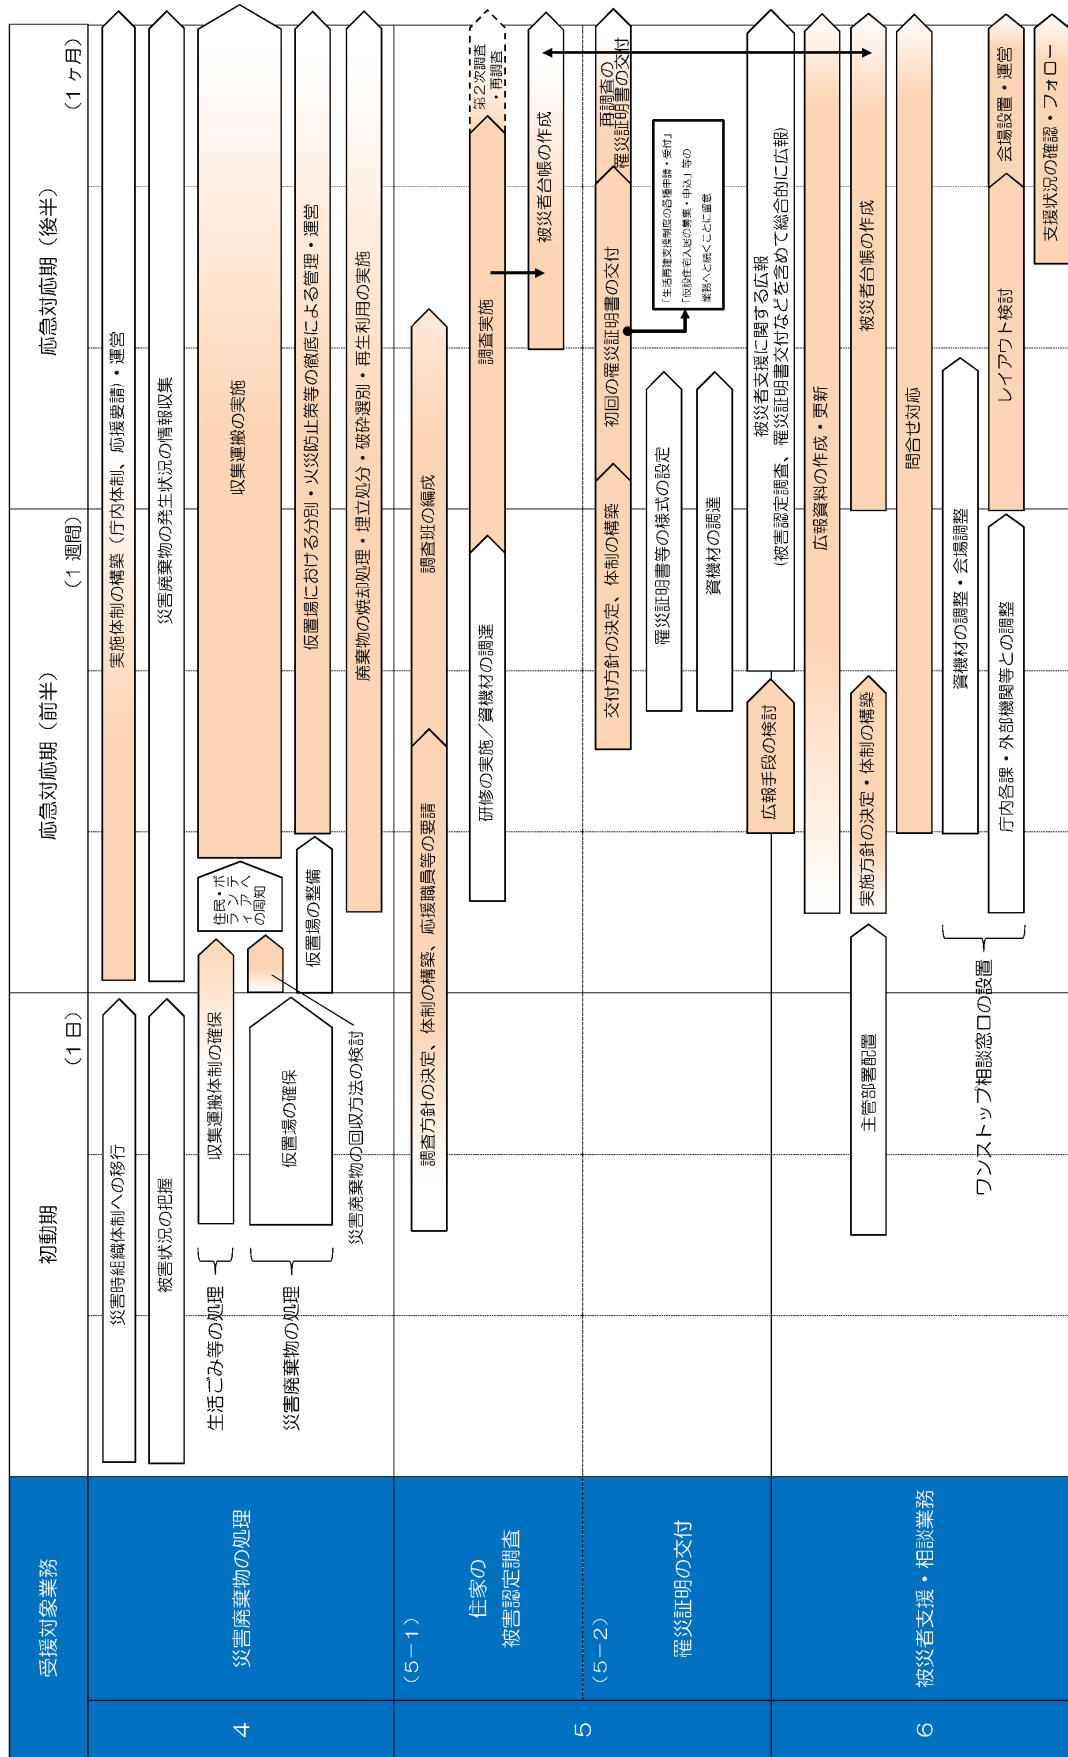 受援対象業務
初動期
(1 日)
応急対応期（前半）
(1 週間)
応急対応期（後半）
(1 ヶ月)
4
災害廃棄物の処理
災害時組織体制への移行
実施体制の構築（庁内体制、応援要請）・運営
被害状況の把握
災害廃棄物の発生状況の情報収集
生活ごみ等の処理
収集運搬体制の確保
住民・ボ
ランテ
ィアへ
の周知
収集運搬の実施
災害廃棄物の処理
仮置場の確保
災害廃棄物の回収方法の検討
仮置場の整備
仮置場における分別・火災防止策等の徹底による管理・運営
廃棄物の焼却処理・埋立処分・破砕選別・再生利用の実施
5
(5－1)
住家の
被害認定調査
調査方針の決定、体制の構築、応援職員等の要請
調査班の編成
研修の実施／資機材の調達
調査実施
第２次調査
・再調査
被災者台帳の作成
(5－2)
罹災証明の交付
交付方針の決定、体制の構築
初回の罹災証明書の交付
再調査の
罹災証明書の交付
罹災証明書等の様式の設定
資機材の調達
「生活再建支援制度の各種申請・受付」
「仮設住宅入居の募集・申込」等の
業務へと続くことに留意
6
被災者支援・相談業務
広報手段の検討
被災者支援に関する広報
(被害認定調査、罹災証明書交付などを含めて総合的に広報)
広報資料の作成・更新
主管部署配置
実施方針の決定・体制の構築
被災者台帳の作成
問合せ対応
ワンストップ相談窓口の設置
資機材の調整・会場調整
庁内各課・外部機関等との調整
レイアウト検討
会場設置・運営
支援状況の確認・フォロー